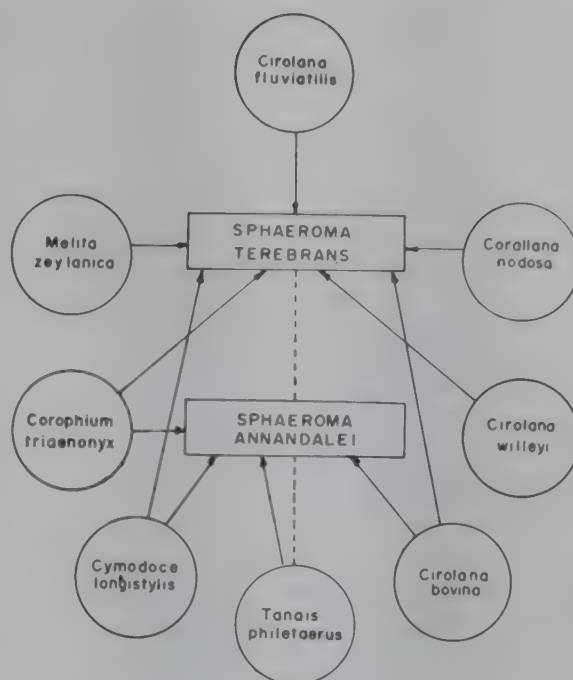 Cirolana
fluviatilis
Melita
zeylanica
SPHAEROMA
TEREBRANS
Corallana
nodosa
Corophium
triaenonyx
SPHAEROMA
ANNANDALEI
Cirolana
willeyi
Cymodoce
longistylis
Tanais
philetaerus
Cirolana
bovina